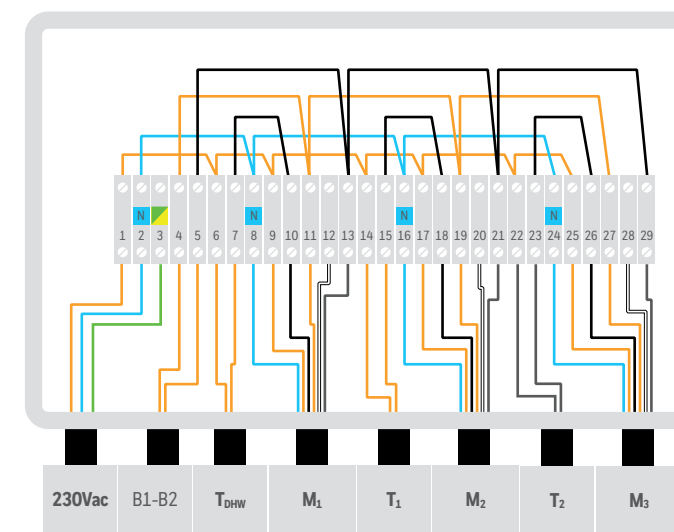 N N N N
1 2 3 4 5 6 7 8 9 10 11 12 13 14 15 16 17 18 19 20 21 22 23 24 25 26 27 28 29
230Vac B1-B2 T_DHW M₁ T₁ M₂ T₂ M₃